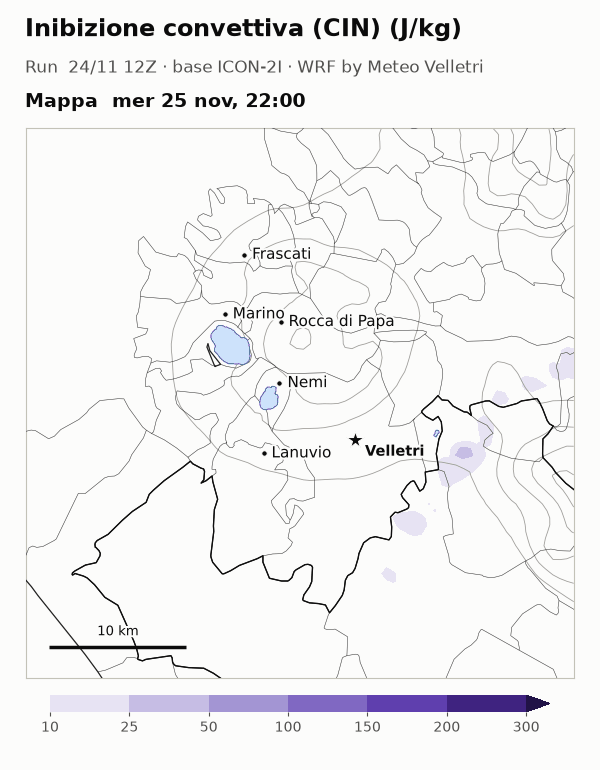 Inibizione convettiva (CIN) (J/kg)
Run  24/11 12Z · base ICON-2I · WRF by Meteo Velletri
Mappa  mer 25 nov, 22:00
Frascati
Marino
Rocca di Papa
Nemi
Lanuvio
Velletri
10 km
10 25 50 100 150 200 300